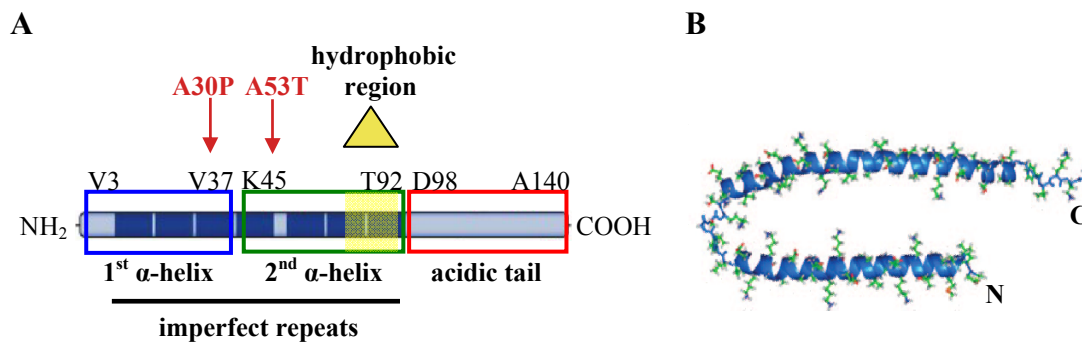 A
B
hydrophobic
region
A30P A53T
V3 V37 K45 T92 D98 A140
NH₂ COOH
1st α-helix 2nd α-helix acidic tail
imperfect repeats
C
N